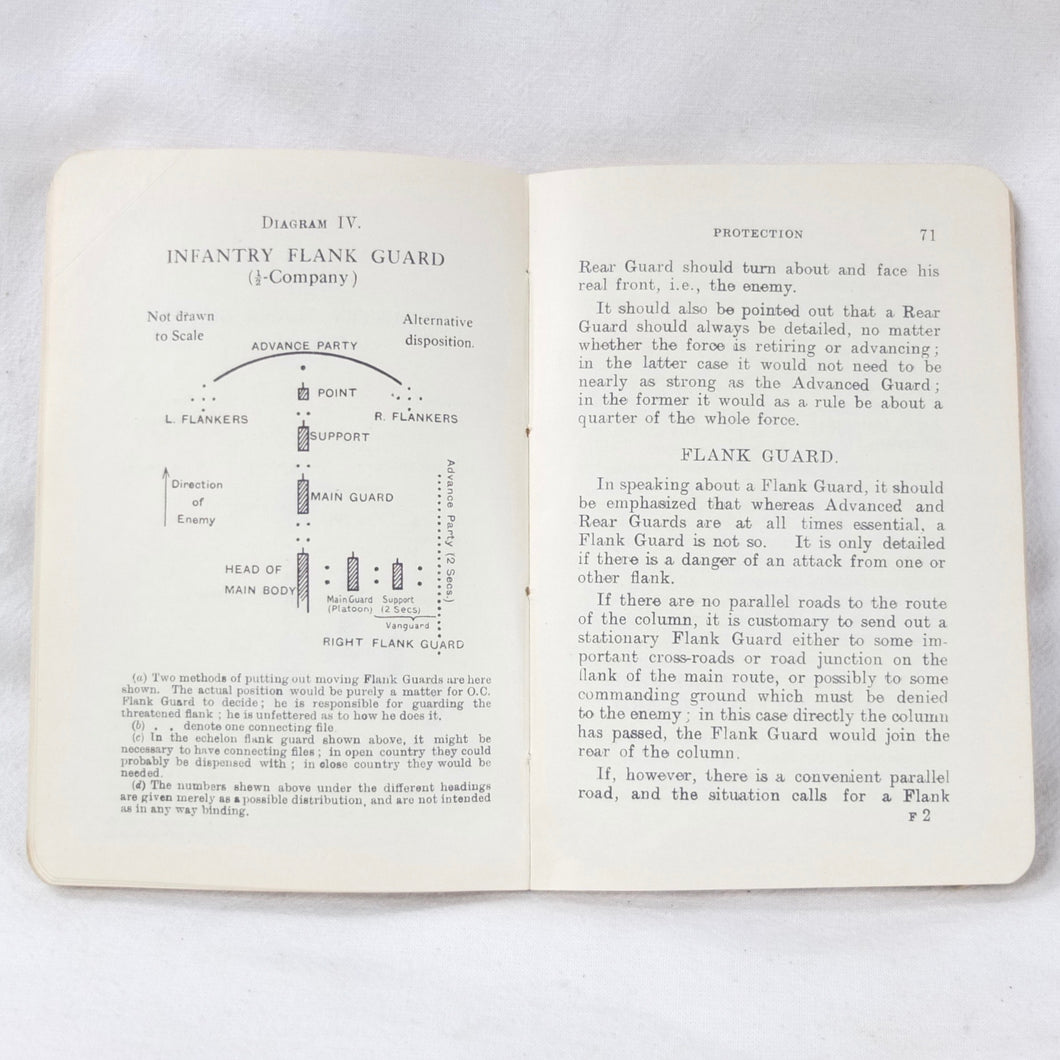 DIAGRAM IV.
INFANTRY FLANK GUARD
(½-Company)
Not drawn
to Scale
Alternative
disposition.
ADVANCE PARTY
POINT
L. FLANKERS
R. FLANKERS
SUPPORT
Direction
of
Enemy
MAIN GUARD
Advance Party (2 Secs.)
HEAD OF
MAIN BODY
Main Guard
(Platoon)
Support
(2 Secs)
Vanguard
RIGHT FLANK GUARD
(a) Two methods of putting out moving Flank Guards are here
shown. The actual position would be purely a matter for O.C.
Flank Guard to decide; he is responsible for guarding the
threatened flank; he is unfettered as to how he does it.
(b) . . denote one connecting file.
(c) In the echelon flank guard shown above, it might be
necessary to have connecting files; in open country they could
probably be dispensed with; in close country they would be
needed.
(d) The numbers shewn above under the different headings
are given merely as a possible distribution, and are not intended
as in any way binding.
PROTECTION 71
Rear Guard should turn about and face his
real front, i.e., the enemy.
It should also be pointed out that a Rear
Guard should always be detailed, no matter
whether the force is retiring or advancing;
in the latter case it would not need to be
nearly as strong as the Advanced Guard;
in the former it would as a rule be about a
quarter of the whole force.
FLANK GUARD.
In speaking about a Flank Guard, it should
be emphasized that whereas Advanced and
Rear Guards are at all times essential, a
Flank Guard is not so. It is only detailed
if there is a danger of an attack from one or
other flank.
If there are no parallel roads to the route
of the column, it is customary to send out a
stationary Flank Guard either to some im-
portant cross-roads or road junction on the
flank of the main route, or possibly to some
commanding ground which must be denied
to the enemy; in this case directly the column
has passed, the Flank Guard would join the
rear of the column.
If, however, there is a convenient parallel
road, and the situation calls for a Flank
F 2